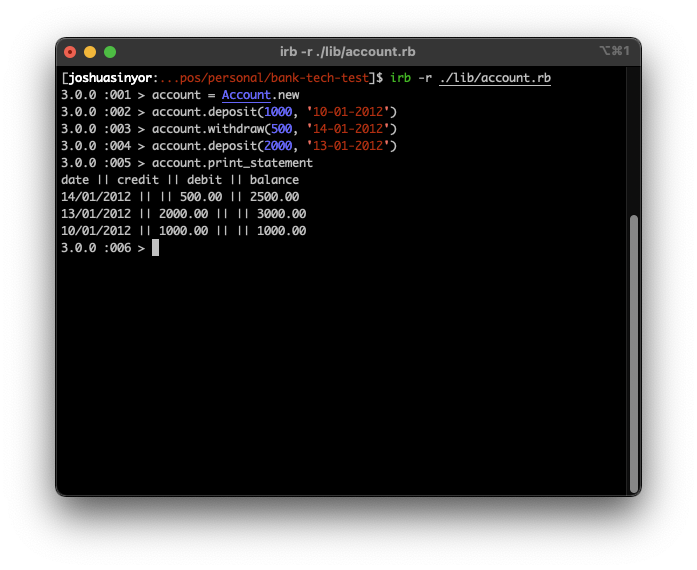 irb -r ./lib/account.rb
⌥⌘1
[joshuasinyor:...pos/personal/bank-tech-test]$ irb -r ./lib/account.rb
3.0.0 :001 > account = Account.new
3.0.0 :002 > account.deposit(1000, '10-01-2012')
3.0.0 :003 > account.withdraw(500, '14-01-2012')
3.0.0 :004 > account.deposit(2000, '13-01-2012')
3.0.0 :005 > account.print_statement
date || credit || debit || balance
14/01/2012 || || 500.00 || 2500.00
13/01/2012 || 2000.00 || || 3000.00
10/01/2012 || 1000.00 || || 1000.00
3.0.0 :006 >